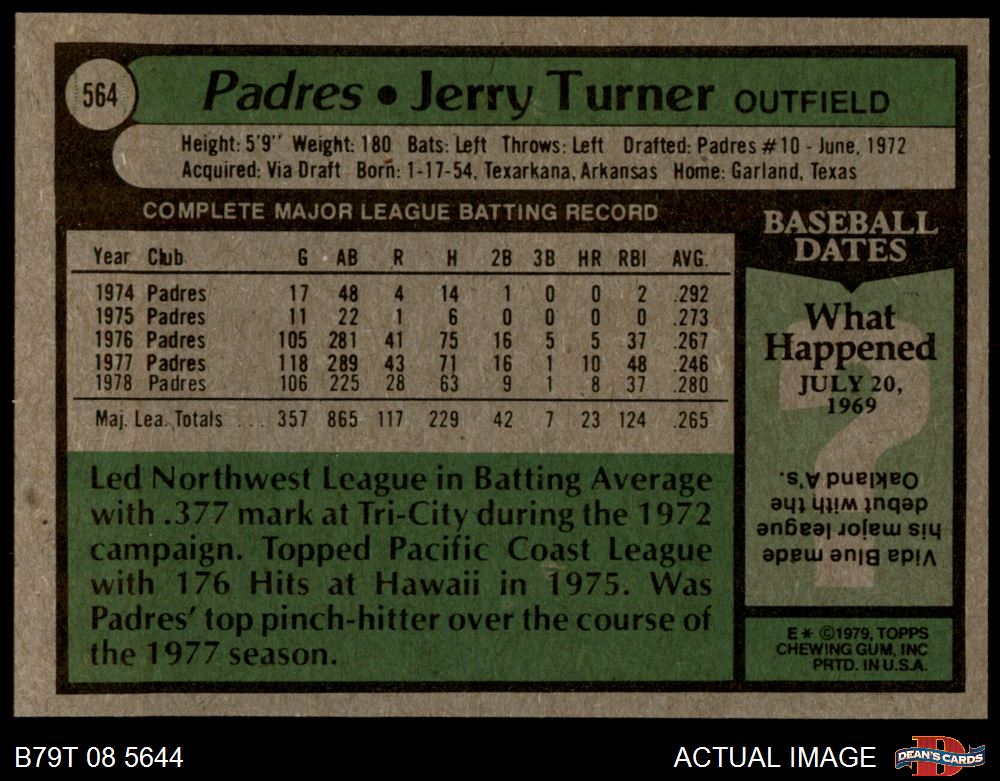 564
Padres • Jerry Turner OUTFIELD
Height: 5'9" Weight: 180 Bats: Left Throws: Left Drafted: Padres #10 - June, 1972
Acquired: Via Draft Born: 1-17-54, Texarkana, Arkansas Home: Garland, Texas
COMPLETE MAJOR LEAGUE BATTING RECORD
Year Club G AB R H 2B 3B HR RBI AVG.
1974 Padres 17 48 4 14 1 0 0 2 .292
1975 Padres 11 22 1 6 0 0 0 0 .273
1976 Padres 105 281 41 75 16 5 5 37 .267
1977 Padres 118 289 43 71 16 1 10 48 .246
1978 Padres 106 225 28 63 9 1 8 37 .280
Maj. Lea. Totals ... 357 865 117 229 42 7 23 124 .265
Led Northwest League in Batting Average
with .377 mark at Tri-City during the 1972
campaign. Topped Pacific Coast League
with 176 Hits at Hawaii in 1975. Was
Padres' top pinch-hitter over the course of
the 1977 season.
BASEBALL
DATES
What
Happened
JULY 20,
1969
?
Vida Blue made
his major league
debut with the
Oakland A's.
E* ©1979, TOPPS
CHEWING GUM, INC
PRTD. IN U.S.A.
B79T 08 5644
ACTUAL IMAGE
D
DEAN'S CARDS